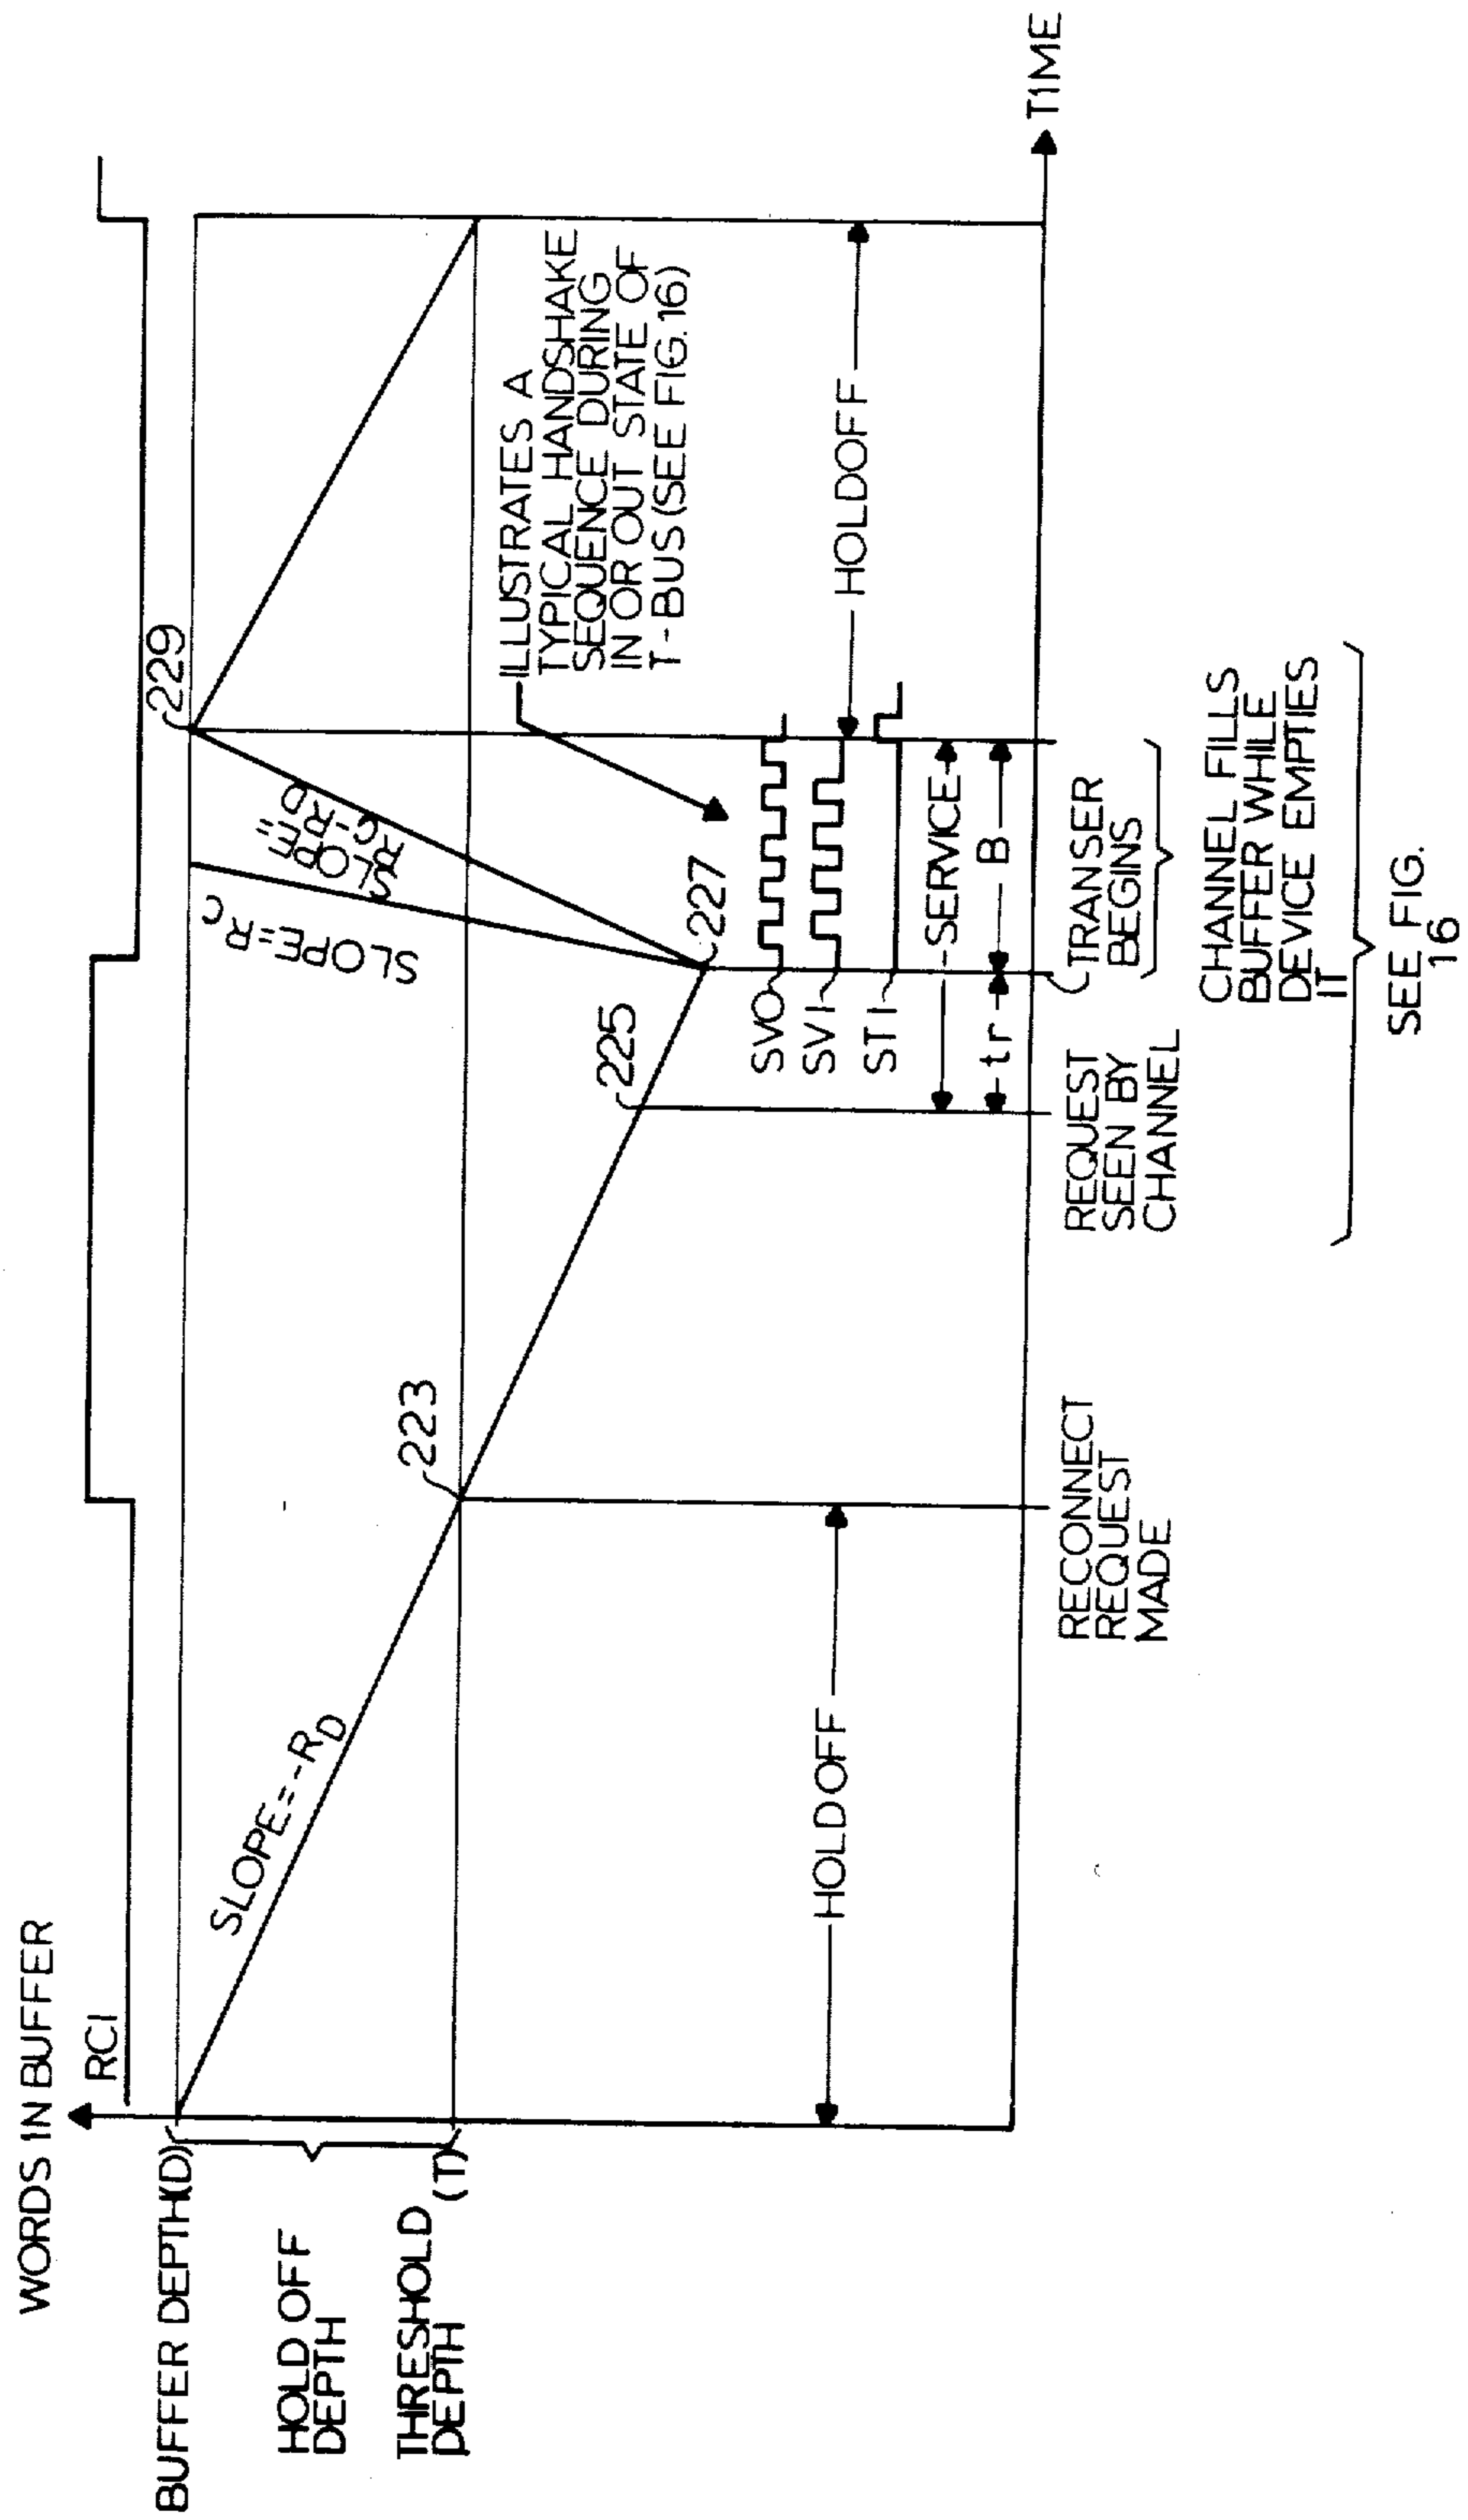 WORDS IN BUFFER
RCI
BUFFER DEPTH(D)
HOLD OFF
DEPTH
THRESHOLD (T)
DEPTH
SLOPE=-RD
223
225
227
229
SLOPE=RC
SLOPE=
RC-RD
ILLUSTRATES A
TYPICAL HANDSHAKE
SEQUENCE DURING
IN OR OUT STATE OF
T-BUS (SEE FIG. 16)
SVO
SVI
STI
HOLDOFF
HOLDOFF
SERVICE
tr
B
TIME
RECONNECT
REQUEST
MADE
REQUEST
SEEN BY
CHANNEL
TRANSER
BEGINS
CHANNEL FILLS
BUFFER WHILE
DEVICE EMPTIES
IT
SEE FIG.
16